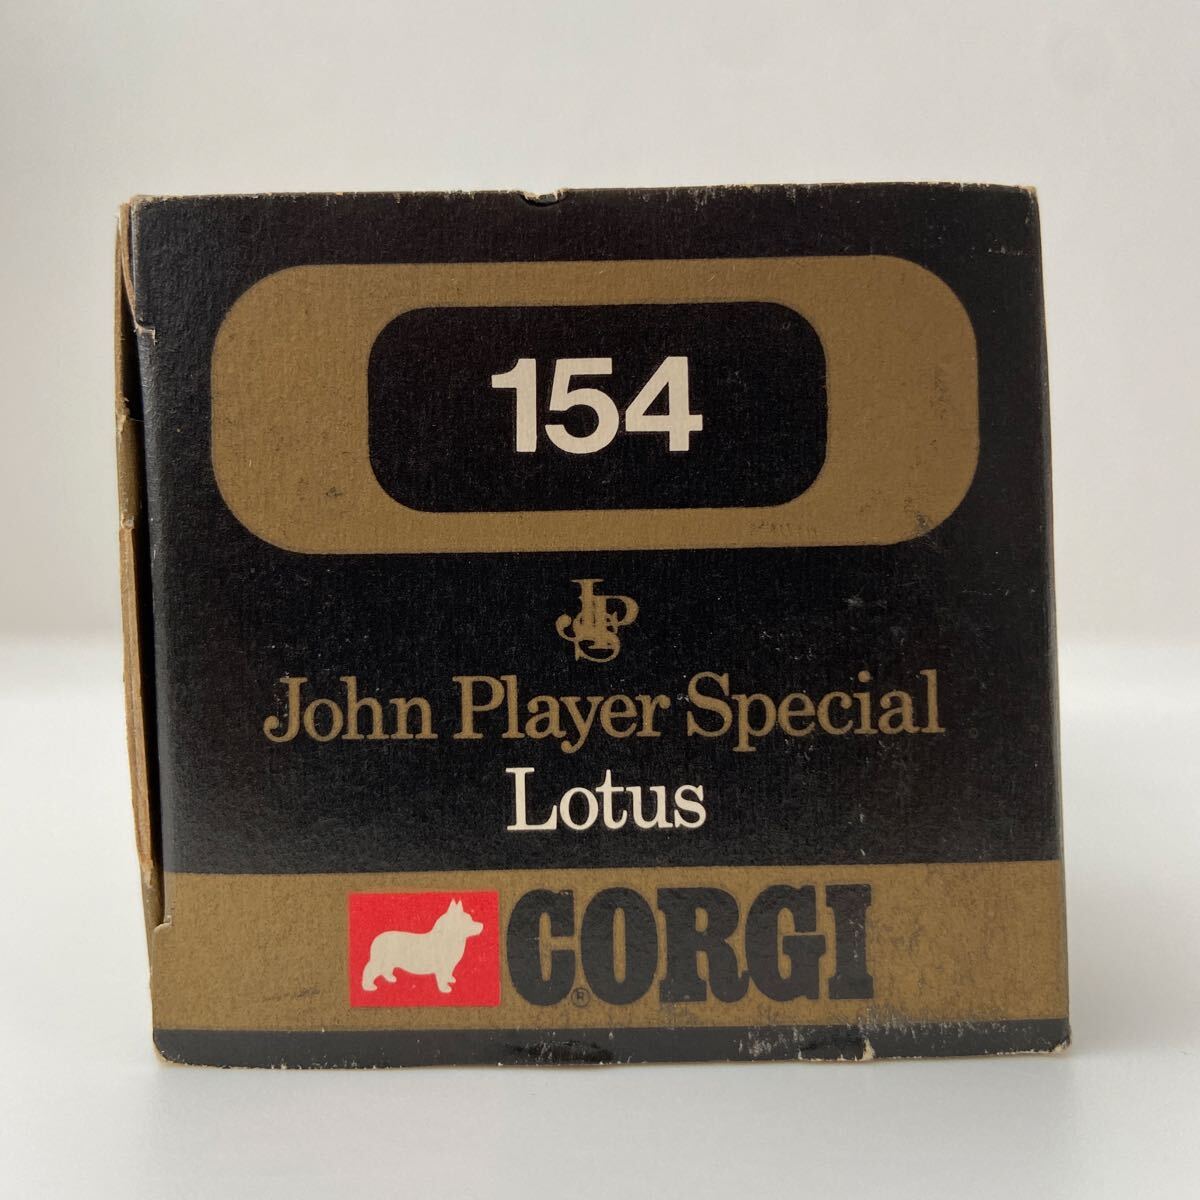 154
JPS
John Player Special
Lotus
CORGI
®